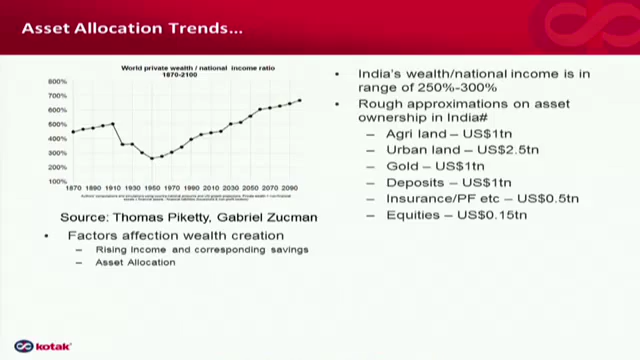 Asset Allocation Trends...
World private wealth / national income ratio
1870-2100
800%
700%
600%
500%
400%
300%
200%
100%
1870 1890 1910 1930 1950 1970 1990 2010 2030 2050 2070 2090
Source: Thomas Piketty, Gabriel Zucman
• Factors affection wealth creation
– Rising Income and corresponding savings
– Asset Allocation
• India's wealth/national income is in
range of 250%-300%
• Rough approximations on asset
ownership in India#
– Agri land – US$1tn
– Urban land – US$2.5tn
– Gold – US$1tn
– Deposits – US$1tn
– Insurance/PF etc – US$0.5tn
– Equities – US$0.15tn
kotak